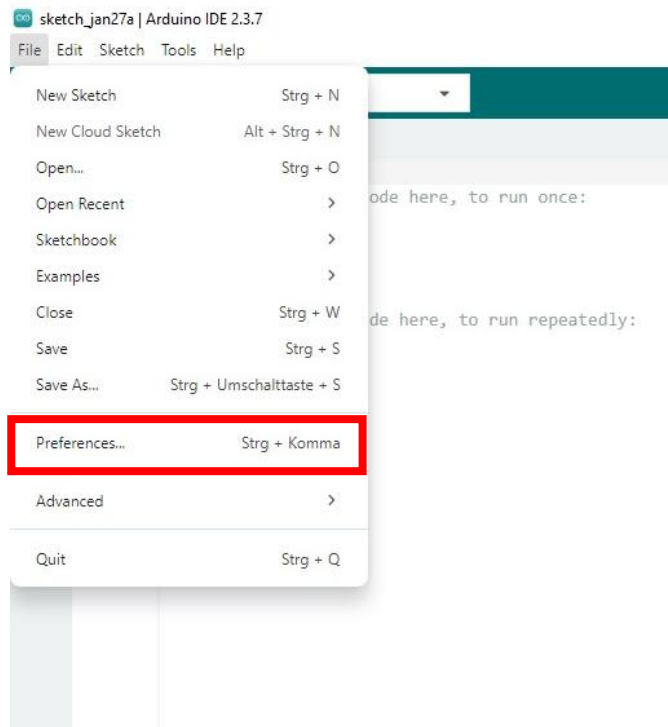 sketch_jan27a | Arduino IDE 2.3.7
File Edit Sketch Tools Help
New Sketch Strg + N
New Cloud Sketch Alt + Strg + N
Open... Strg + O
ode here, to run once:
Open Recent
Sketchbook
Examples
Close Strg + W
de here, to run repeatedly:
Save Strg + S
Save As... Strg + Umschalttaste + S
Preferences... Strg + Komma
Advanced
Quit Strg + Q